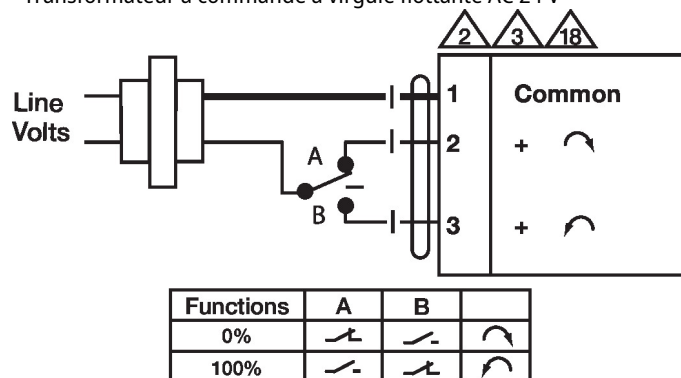 Transformateur à commande à virgule flottante AC 24 V
2 3 18
Line
Volts
1 Common
A
2 +
B
3 +
Functions A B
0%
100%